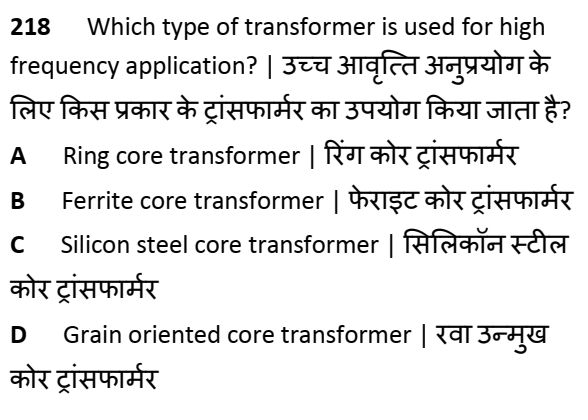 218 Which type of transformer is used for high
frequency application? | उच्च आवृत्ति अनुप्रयोग के
लिए किस प्रकार के ट्रांसफार्मर का उपयोग किया जाता है?
A Ring core transformer | रिंग कोर ट्रांसफार्मर
B Ferrite core transformer | फेराइट कोर ट्रांसफार्मर
C Silicon steel core transformer | सिलिकॉन स्टील
कोर ट्रांसफार्मर
D Grain oriented core transformer | रवा उन्मुख
कोर ट्रांसफार्मर